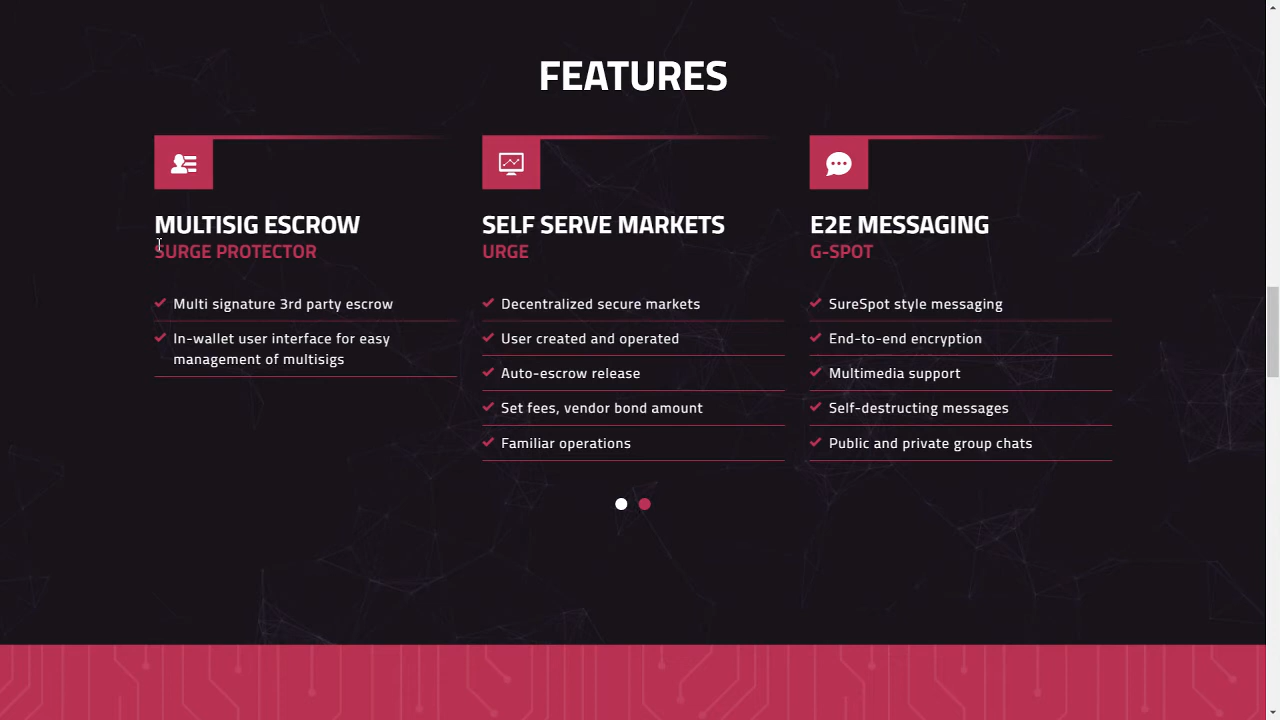 FEATURES
MULTISIG ESCROW
SURGE PROTECTOR
Multi signature 3rd party escrow
In-wallet user interface for easy
management of multisigs
SELF SERVE MARKETS
URGE
Decentralized secure markets
User created and operated
Auto-escrow release
Set fees, vendor bond amount
Familiar operations
E2E MESSAGING
G-SPOT
SureSpot style messaging
End-to-end encryption
Multimedia support
Self-destructing messages
Public and private group chats